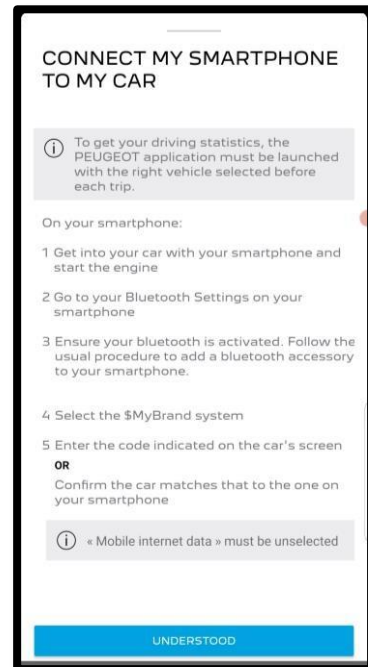 CONNECT MY SMARTPHONE
TO MY CAR
To get your driving statistics, the
PEUGEOT application must be launched
with the right vehicle selected before
each trip.
On your smartphone:
1 Get into your car with your smartphone and
start the engine
2 Go to your Bluetooth Settings on your
smartphone
3 Ensure your bluetooth is activated. Follow the
usual procedure to add a bluetooth accessory
to your smartphone.
4 Select the $MyBrand system
5 Enter the code indicated on the car's screen
OR
Confirm the car matches that to the one on
your smartphone
« Mobile internet data » must be unselected
UNDERSTOOD